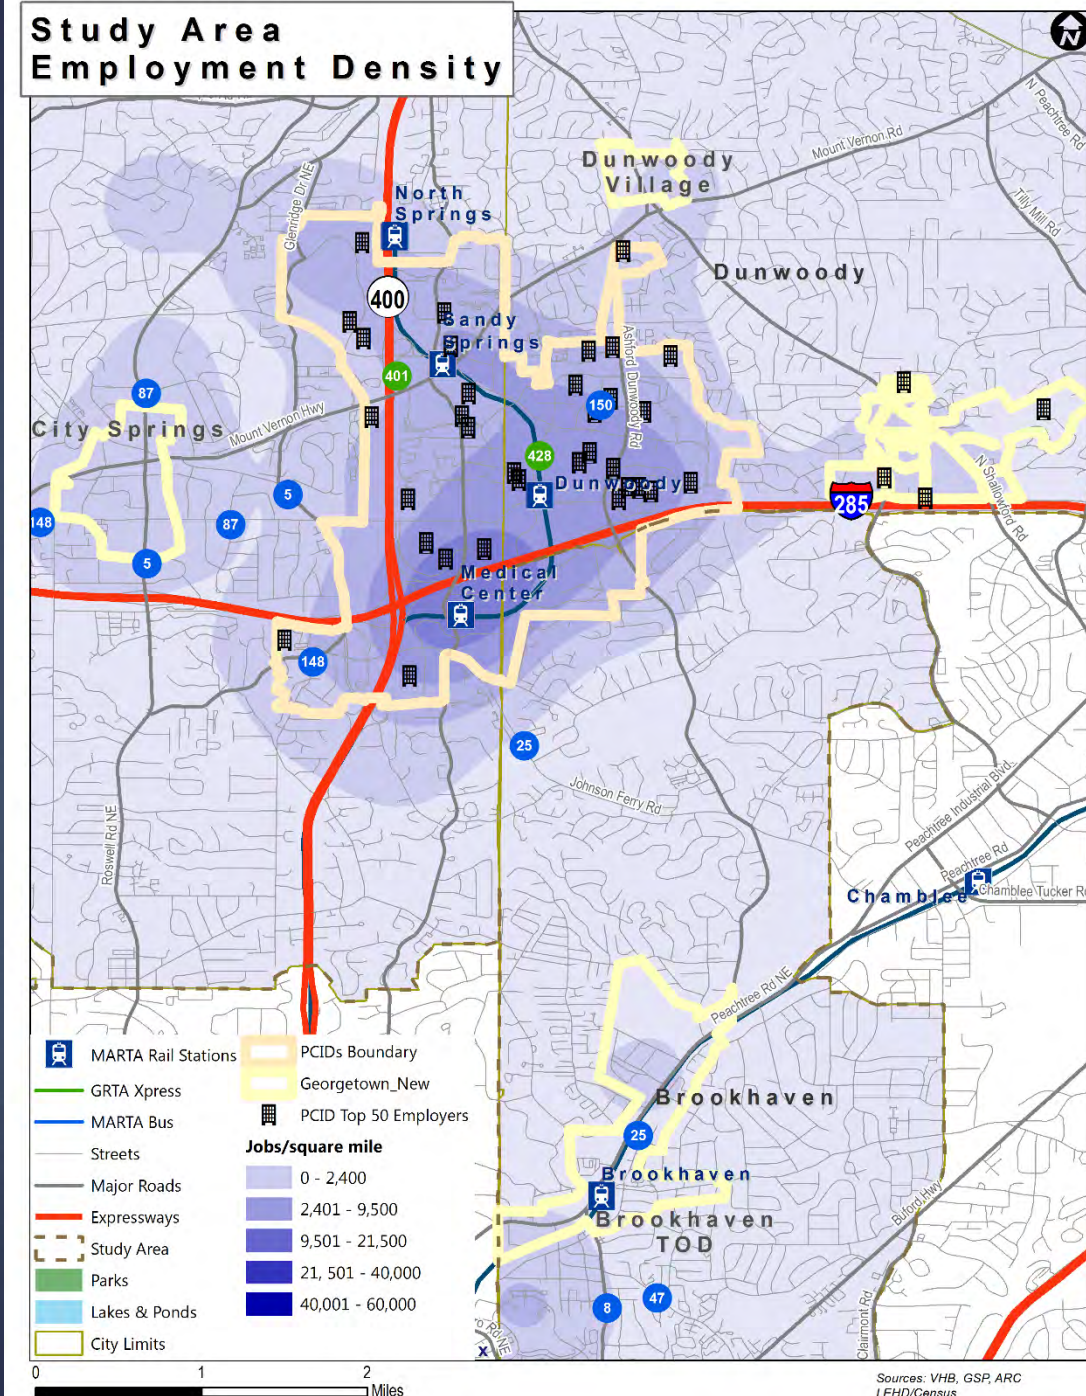 Study Area
Employment Density
N
N Peachtree Rd
Mount Vernon Rd
Dunwoody
Village
Glenridge Dr NE
North
Springs
Tilly Mill Rd
Dunwoody
400
Sandy
Springs
Ashford Dunwoody Rd
401
87
150
City Springs
Mount Vernon Hwy
428
N Shallowford Rd
Dunwoody
5
285
148
87
5
Medical
Center
148
25
Johnson Ferry Rd
Roswell Rd NE
Peachtree Industrial Blvd
Peachtree Rd
Chamblee
Chamblee Tucker Rd
Peachtree Rd NE
Brookhaven
25
Brookhaven
Buford Hwy
Brookhaven
TOD
47
8
Clairmont Rd
x
MARTA Rail Stations
GRTA Xpress
MARTA Bus
Streets
Major Roads
Expressways
Study Area
Parks
Lakes & Ponds
City Limits
PCIDs Boundary
Georgetown_New
PCID Top 50 Employers
Jobs/square mile
0 - 2,400
2,401 - 9,500
9,501 - 21,500
21, 501 - 40,000
40,001 - 60,000
0 1 2
Miles
Sources: VHB, GSP, ARC
LEHD/Census